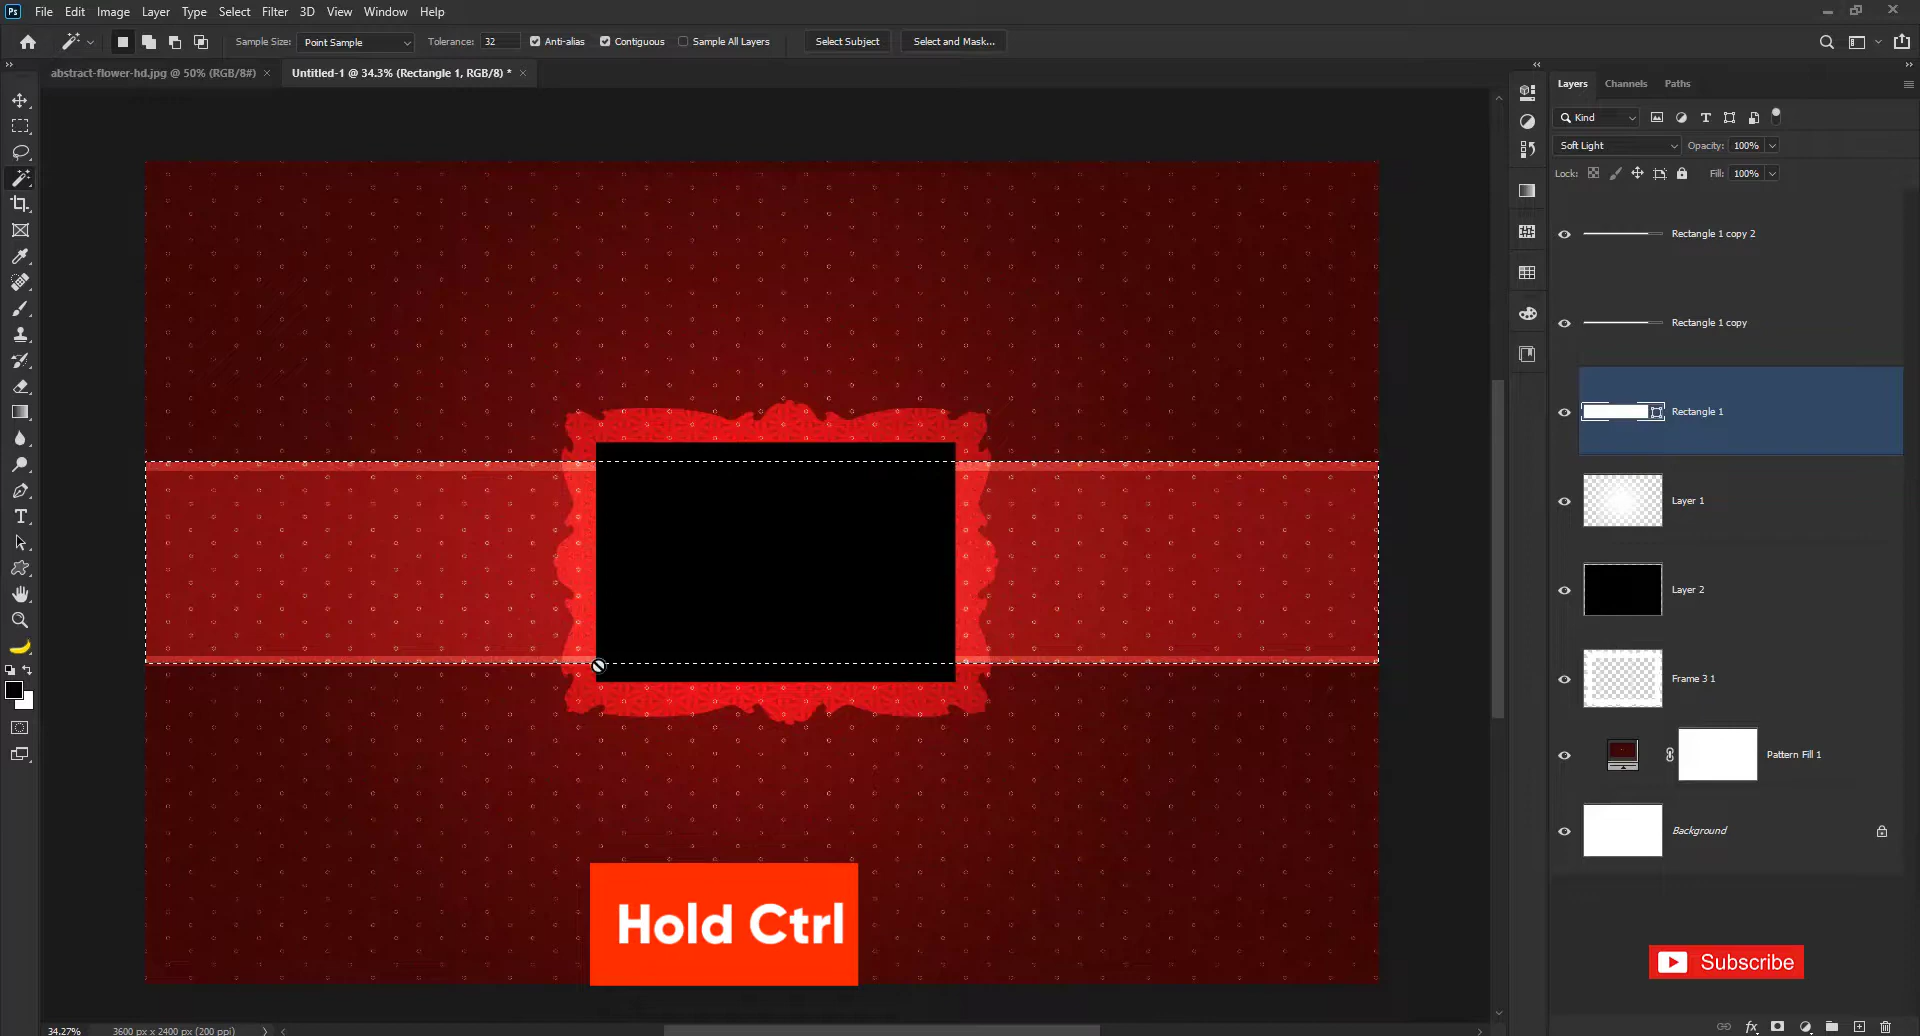 Ps File Edit Image Layer Type Select Filter 3D View Window Help
Sample Size: Point Sample Tolerance: 32 Anti-alias Contiguous Sample All Layers Select Subject Select and Mask...
abstract-flower-hd.jpg @ 50% (RGB/8#) × Untitled-1 @ 34.3% (Rectangle 1, RGB/8) * ×
Layers Channels Paths
Kind
Soft Light Opacity: 100%
Lock: Fill: 100%
Rectangle 1 copy 2
Rectangle 1 copy
Rectangle 1
Layer 1
Layer 2
Frame 3 1
Pattern Fill 1
Background
Hold Ctrl
Subscribe
34.27% 3600 px x 2400 px (200 ppi)